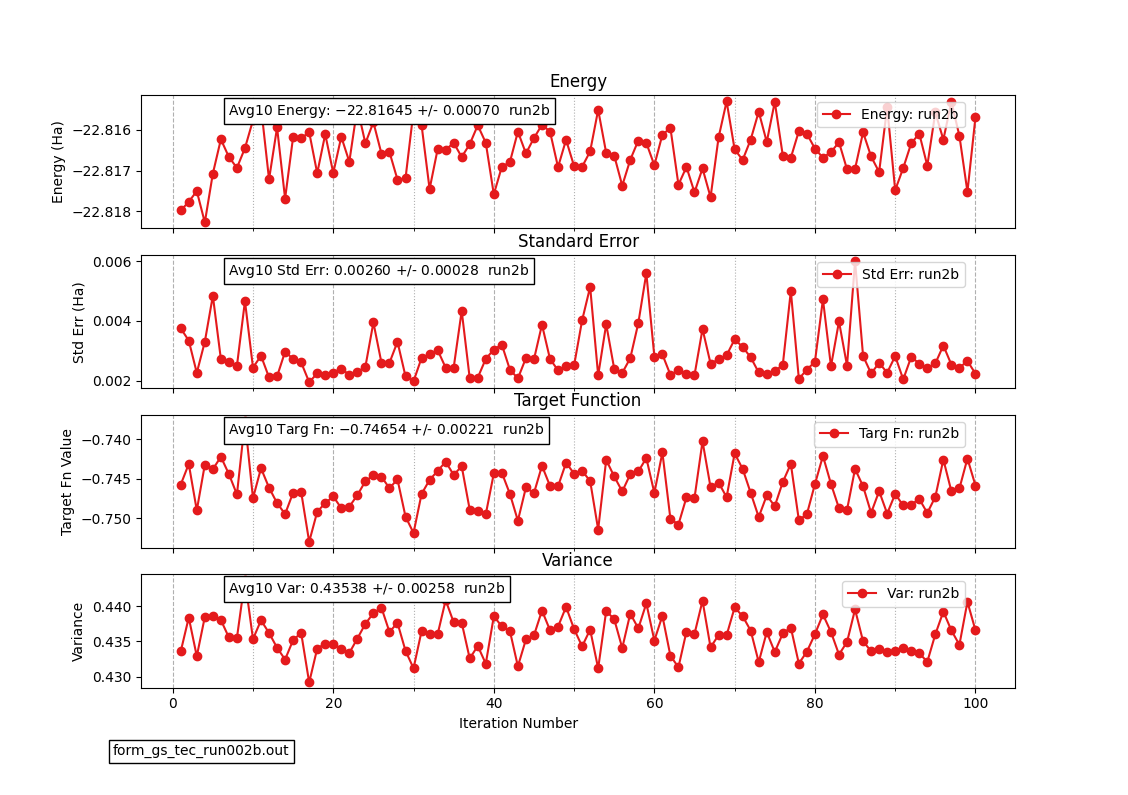 Energy
Avg10 Energy: −22.81645 +/- 0.00070 run2b
Energy: run2b
−22.816
−22.817
−22.818
Energy (Ha)
Standard Error
Avg10 Std Err: 0.00260 +/- 0.00028 run2b
Std Err: run2b
0.006
0.004
0.002
Std Err (Ha)
Target Function
Avg10 Targ Fn: −0.74654 +/- 0.00221 run2b
Targ Fn: run2b
−0.740
−0.745
−0.750
Target Fn Value
Variance
Avg10 Var: 0.43538 +/- 0.00258 run2b
Var: run2b
0.440
0.435
0.430
Variance
0 20 40 60 80 100
Iteration Number
form_gs_tec_run002b.out